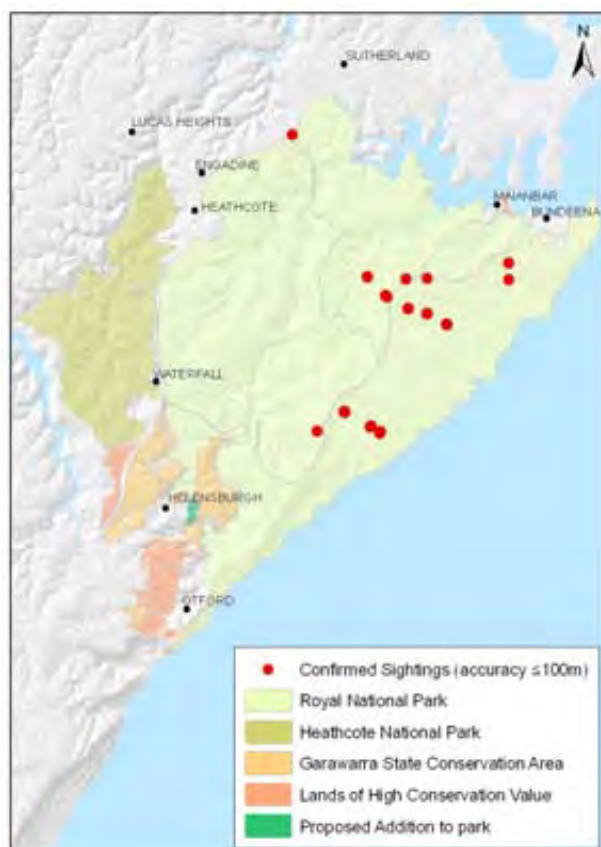 N
SUTHERLAND
LUCAS HEIGHTS
ENGADINE
HEATHCOTE
MAIANBAR
BUNDEENA
WATERFALL
HELENSBURGH
OTFORD
Confirmed Sightings (accuracy ≤100m)
Royal National Park
Heathcote National Park
Garawarra State Conservation Area
Lands of High Conservation Value
Proposed Addition to park